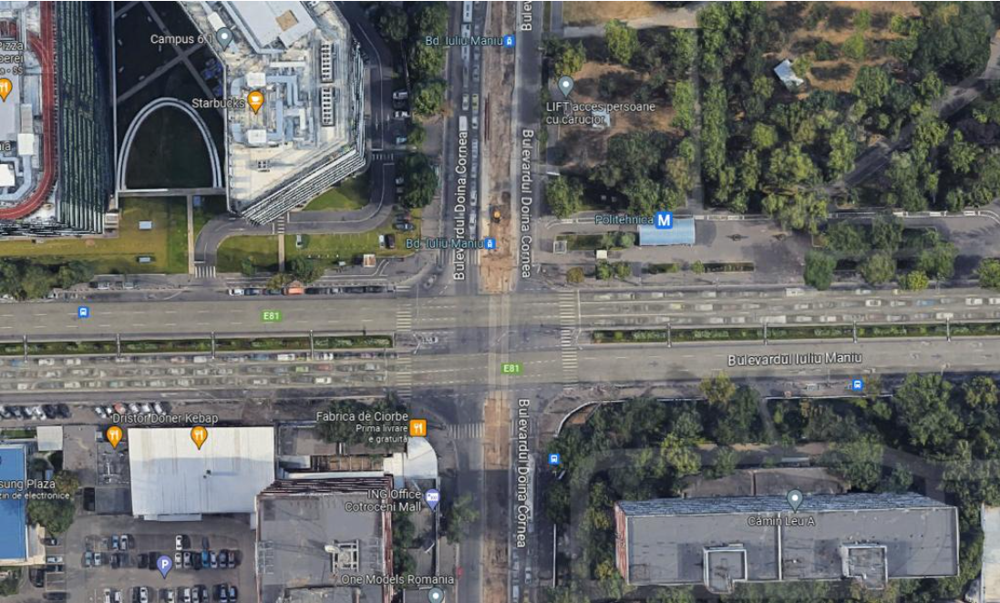 Bulev
Campus 6.1
Bd. Iuliu Maniu
Starbucks
LIFT acces persoane
cu carucior
Bulevardul Doina Cornea
Bulevardul Doina Cornea
Politehnica M
Bd. Iuliu Maniu
E81
Bulevardul Iuliu Maniu
E81
Dristor Doner Kebap
Fabrica de Ciorbe
Prima livrare
e gratuită
Bulevardul Doina Cornea
ING Office
Cotroceni Mall
sung Plaza
zin de electronice
Cămin Leu A
P
One Models Romania